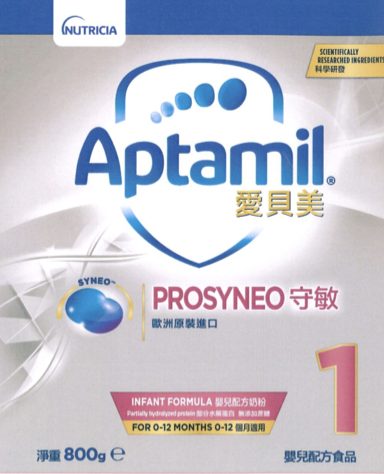 NUTRICIA
SCIENTIFICALLY
RESEARCHED INGREDIENTS
科學研發
Aptamil®
愛貝美
SYNEO™
PROSYNEO 守敏
歐洲原裝進口
1
INFANT FORMULA 嬰兒配方奶粉
Partially hydrolyzed protein 部分水解蛋白 無添加蔗糖
FOR 0-12 MONTHS 0-12 個月適用
淨重 800g ℮
嬰兒配方食品